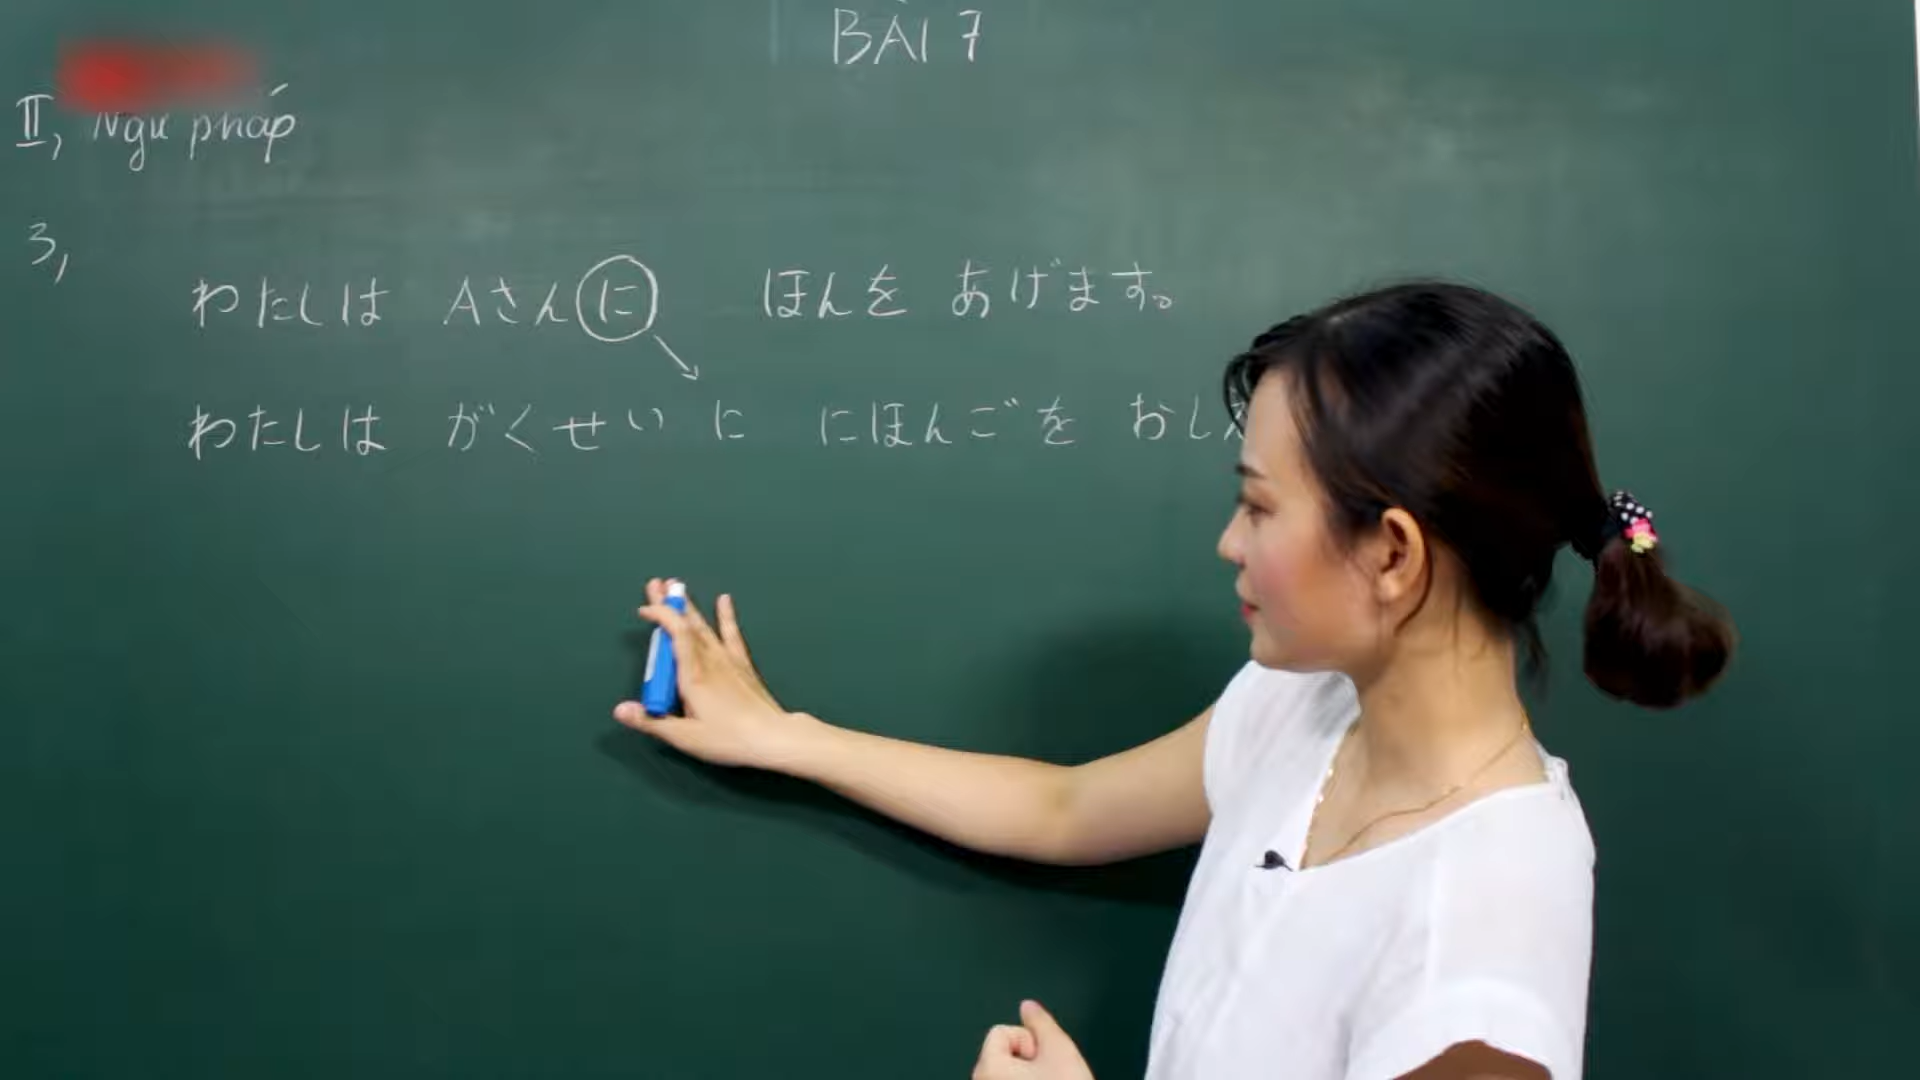 BÀI 7
II, Ngữ pháp
3,
わたしは Aさんに ほんを あげます。
わたしは がくせい に にほんごを おし